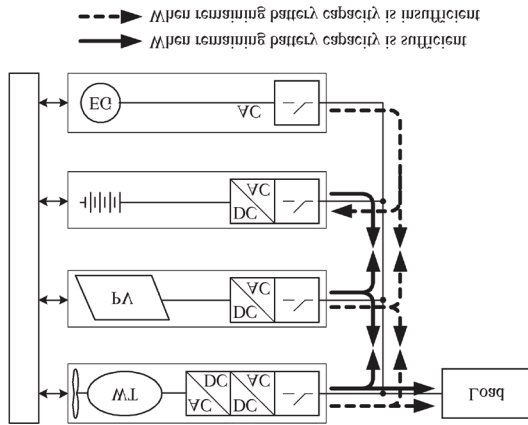 When remaining battery capacity is insufficient
When remaining battery capacity is sufficient
EG
AC
AC
DC
PV
AC
DC
WT
DC
AC
AC
DC
Load